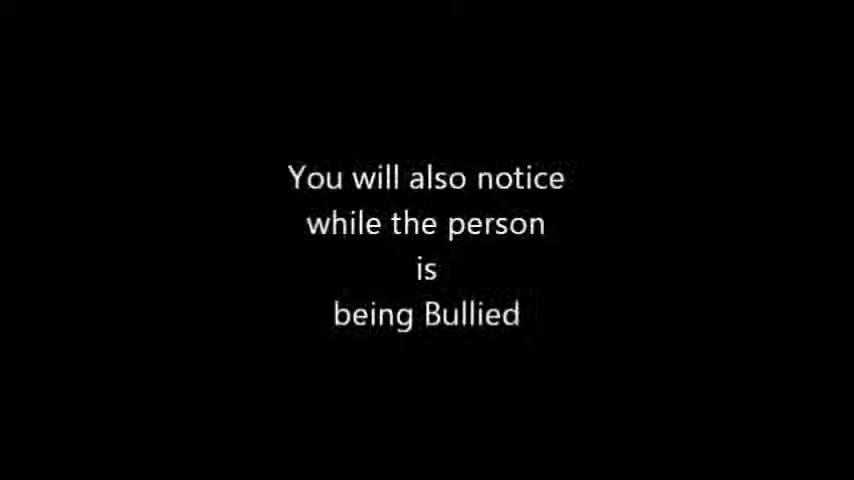 You will also notice
while the person
is
being Bullied